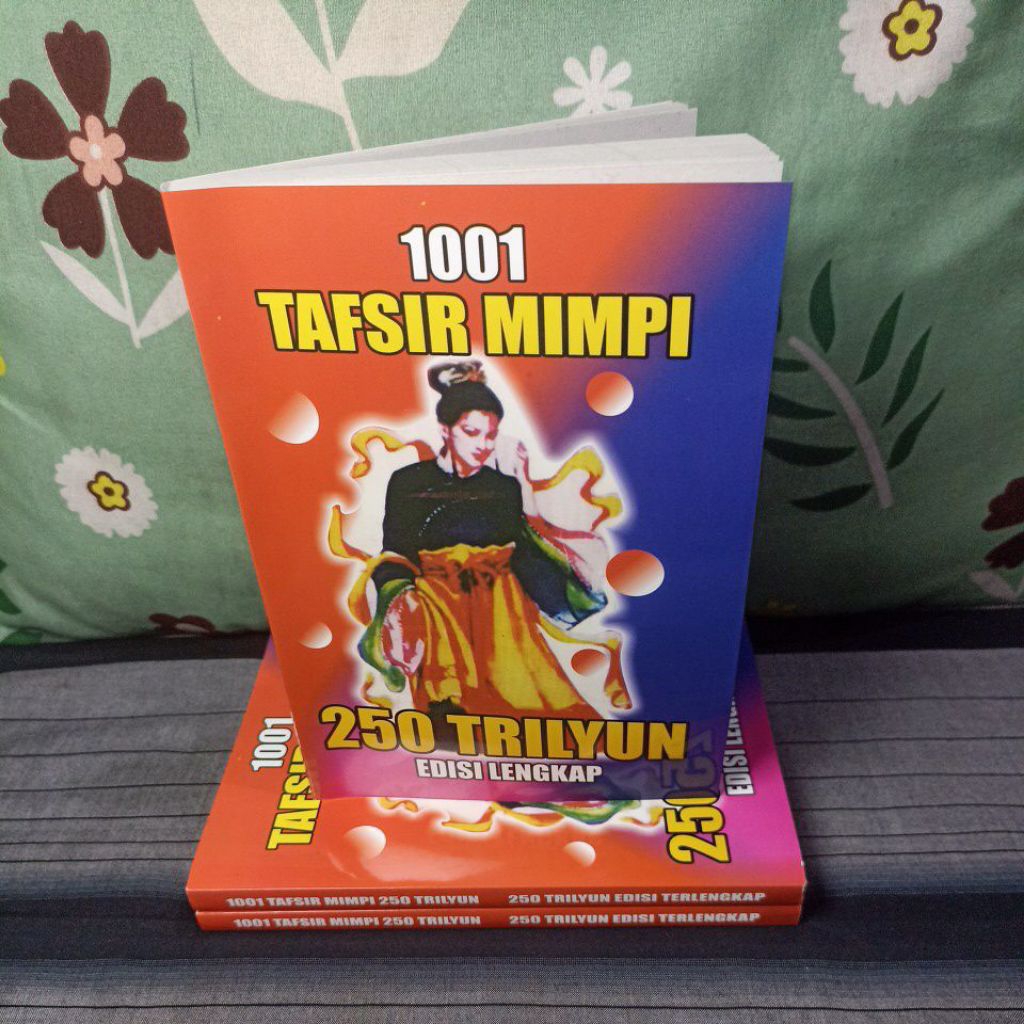 1001
TAFSIR MIMPI
250 TRILYUN
EDISI LENGKAP
1001
TAFSIR
250
EDISI LENGKAP
1001 TAFSIR MIMPI 250 TRILYUN 250 TRILYUN EDISI TERLENGKAP
1001 TAFSIR MIMPI 250 TRILYUN 250 TRILYUN EDISI TERLENGKAP